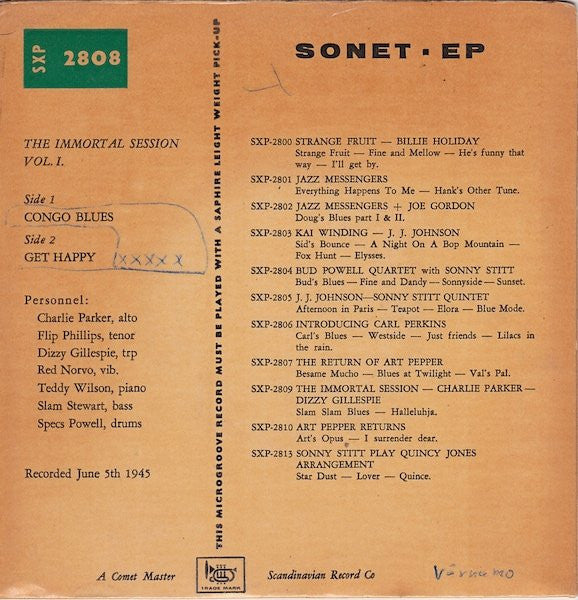 SXP 2808
SONET · EP
THE IMMORTAL SESSION
VOL. I.
Side 1
CONGO BLUES
Side 2
GET HAPPY xxxxx
Personnel:
Charlie Parker, alto
Flip Phillips, tenor
Dizzy Gillespie, trp
Red Norvo, vib.
Teddy Wilson, piano
Slam Stewart, bass
Specs Powell, drums
Recorded June 5th 1945
A Comet Master
THIS MICROGROOVE RECORD MUST BE PLAYED WITH A SAPHIRE LEIGHT WEIGHT PICK-UP
SXP-2800 STRANGE FRUIT — BILLIE HOLIDAY
Strange Fruit — Fine and Mellow — He's funny that
way — I'll get by.
SXP-2801 JAZZ MESSENGERS
Everything Happens To Me — Hank's Other Tune.
SXP-2802 JAZZ MESSENGERS + JOE GORDON
Doug's Blues part I & II.
SXP-2803 KAI WINDING — J. J. JOHNSON
Sid's Bounce — A Night On A Bop Mountain —
Fox Hunt — Elysses.
SXP-2804 BUD POWELL QUARTET with SONNY STITT
Bud's Blues — Fine and Dandy — Sonnyside — Sunset.
SXP-2805 J. J. JOHNSON—SONNY STITT QUINTET
Afternoon in Paris — Teapot — Elora — Blue Mode.
SXP-2806 INTRODUCING CARL PERKINS
Carl's Blues — Westside — Just friends — Lilacs in
the rain.
SXP-2807 THE RETURN OF ART PEPPER
Besame Mucho — Blues at Twilight — Val's Pal.
SXP-2809 THE IMMORTAL SESSION — CHARLIE PARKER —
DIZZY GILLESPIE
Slam Slam Blues — Halleluhja.
SXP-2810 ART PEPPER RETURNS
Art's Opus — I surrender dear.
SXP-2813 SONNY STITT PLAY QUINCY JONES
ARRANGEMENT
Star Dust — Lover — Quince.
TRADE MARK
Scandinavian Record Co
Värnamo